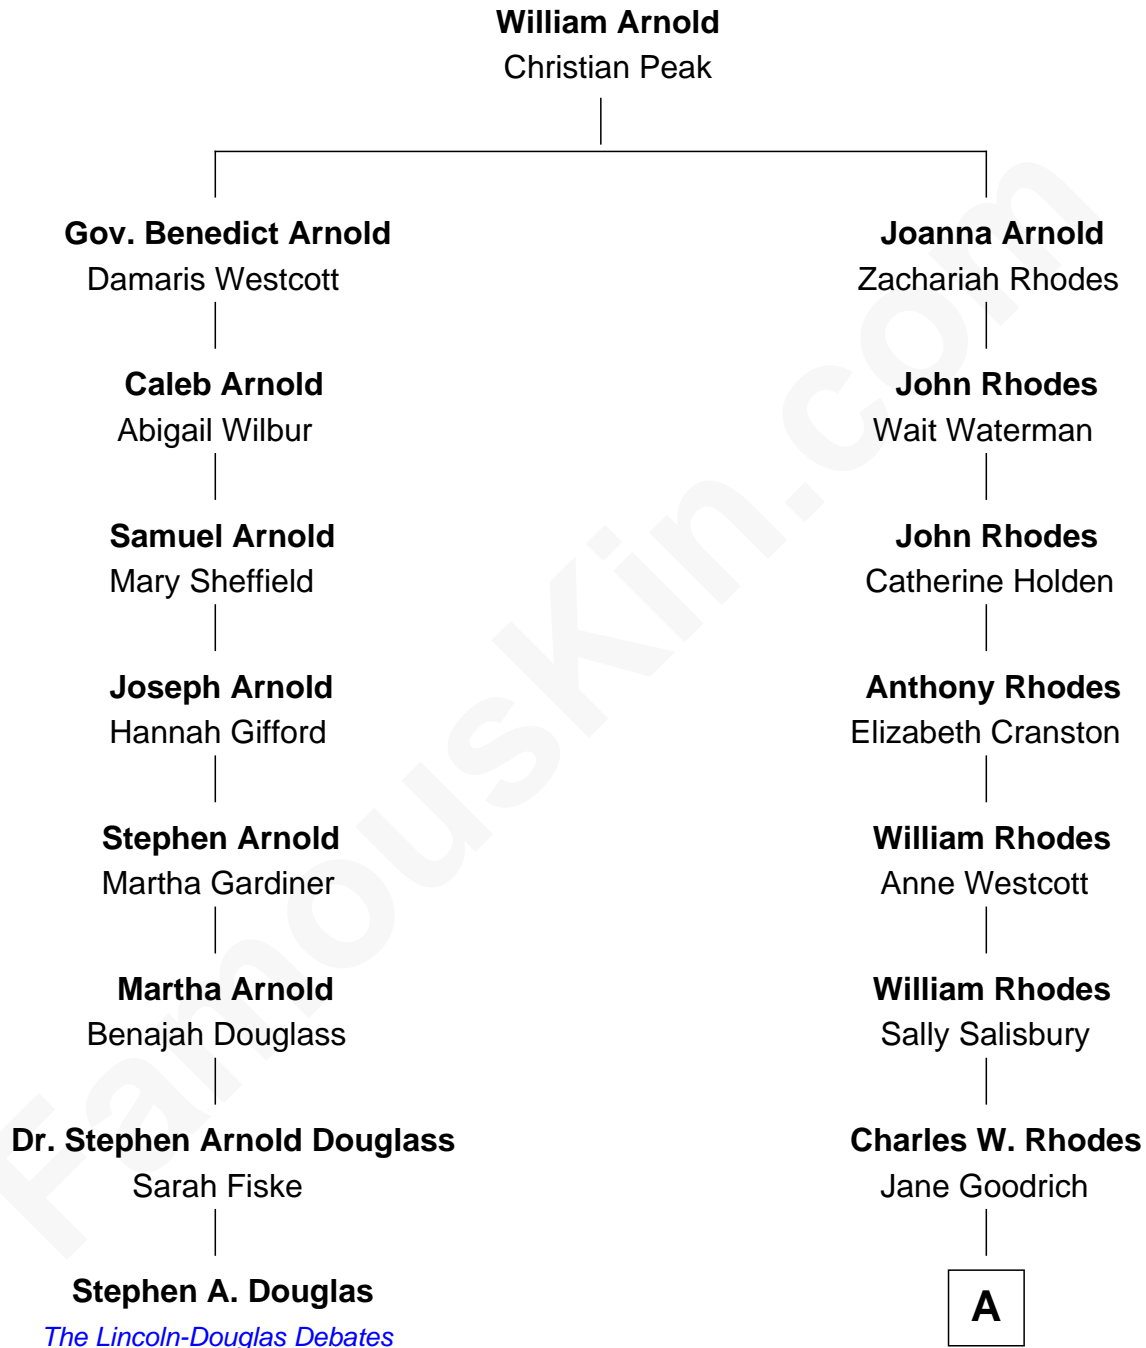 William Arnold
Christian Peak
Gov. Benedict Arnold
Damaris Westcott
Joanna Arnold
Zachariah Rhodes
Caleb Arnold
Abigail Wilbur
John Rhodes
Wait Waterman
Samuel Arnold
Mary Sheffield
John Rhodes
Catherine Holden
Joseph Arnold
Hannah Gifford
Anthony Rhodes
Elizabeth Cranston
Stephen Arnold
Martha Gardiner
William Rhodes
Anne Westcott
Martha Arnold
Benajah Douglass
William Rhodes
Sally Salisbury
Dr. Stephen Arnold Douglass
Sarah Fiske
Charles W. Rhodes
Jane Goodrich
Stephen A. Douglas
The Lincoln-Douglas Debates
A
FamousKin.com